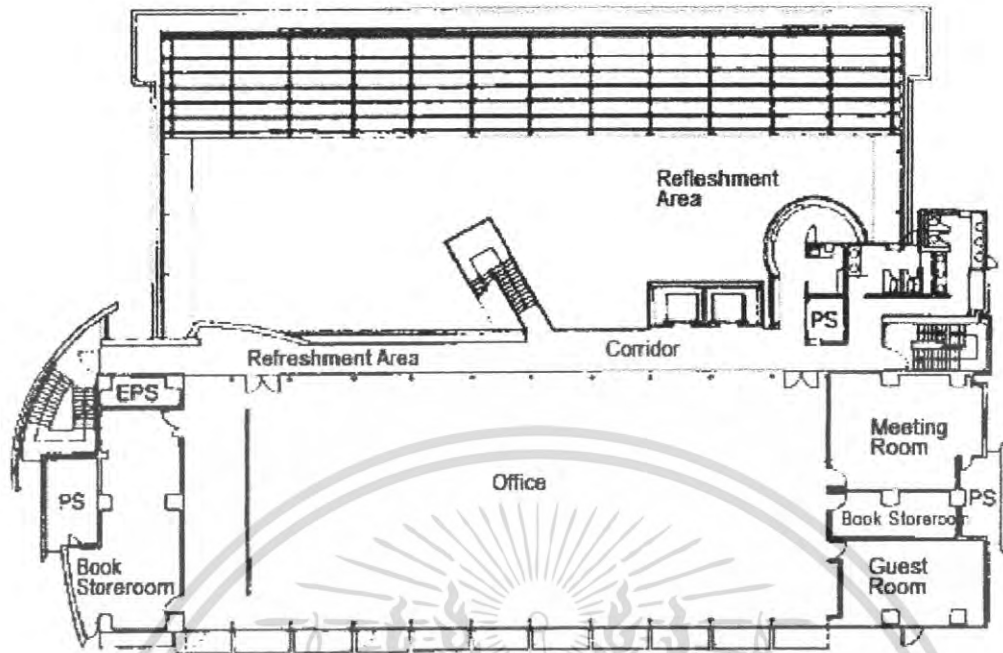 Refleshment
Area
PS
Refreshment Area
Corridor
EPS
Meeting
Room
Office
PS
PS
Book Storeroom
Book
Storeroom
Guest
Room